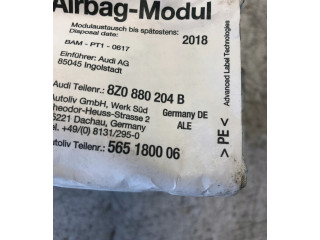 Airbag-Modul
Modulaustausch bis spätestens:
Disposal date: 2018
BAM - PT1 - 0617
Einführer: Audi AG
85045 Ingolstadt
Audi Teilenr.: 8Z0 880 204 B
Autoliv GmbH, Werk Süd Germany DE
Theodor-Heuss-Strasse 2 ALE
85221 Dachau, Germany
Tel. +49/(0) 8131/295-0
Autoliv Teilenr.: 565 1800 06
> PE <
Advanced Label Technologies